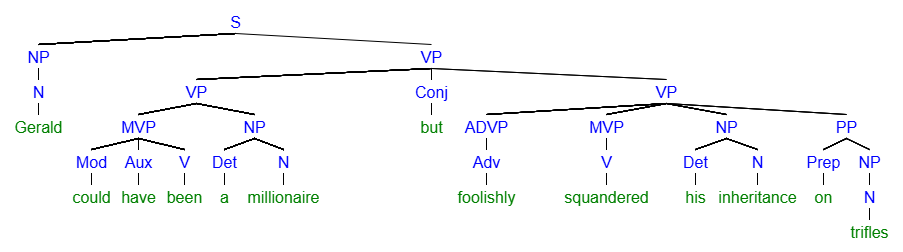 S
NP VP
N VP Conj VP
Gerald MVP NP but ADVP MVP NP PP
Mod Aux V Det N Adv V Det N Prep NP
could have been a millionaire foolishly squandered his inheritance on N
trifles